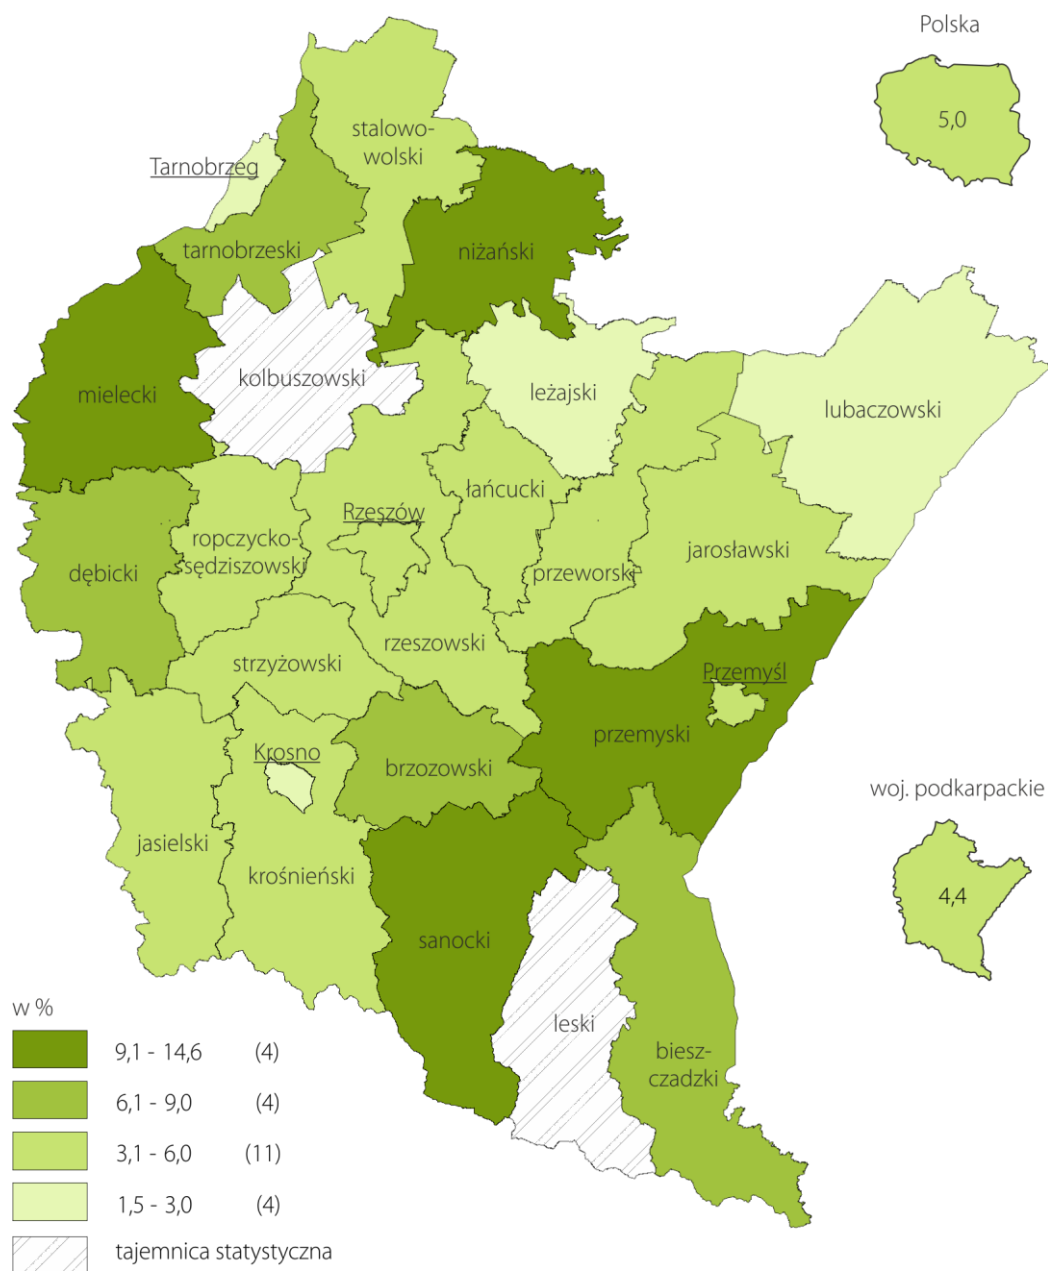 Polska
5,0
stalowo-
wolski
Tarnobrzeg
tarnobrzeski
niżański
mielecki
kolbuszowski
leżajski
lubaczowski
łańcucki
Rzeszów
ropczycko-
sędziszowski
dębicki
przeworski
jarosławski
rzeszowski
strzyżowski
Przemyśl
przemyski
Krosno
brzozowski
woj. podkarpackie
4,4
jasielski
krośnieński
sanocki
leski
biesz-
czadzki
w %
9,1 - 14,6 (4)
6,1 - 9,0 (4)
3,1 - 6,0 (11)
1,5 - 3,0 (4)
tajemnica statystyczna